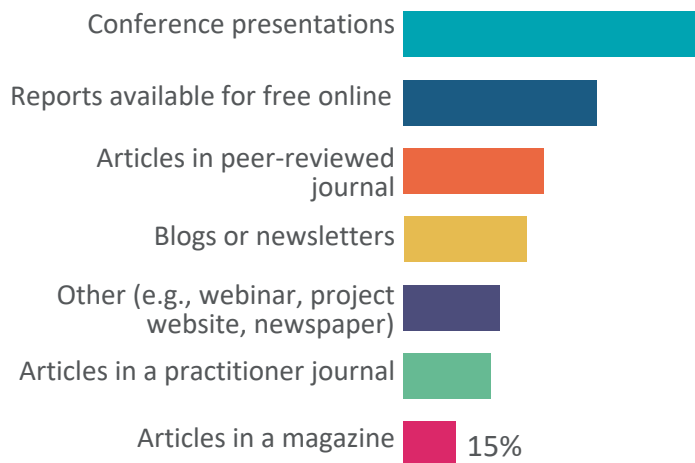 Conference presentations
Reports available for free online
Articles in peer-reviewed
journal
Blogs or newsletters
Other (e.g., webinar, project
website, newspaper)
Articles in a practitioner journal
Articles in a magazine 15%